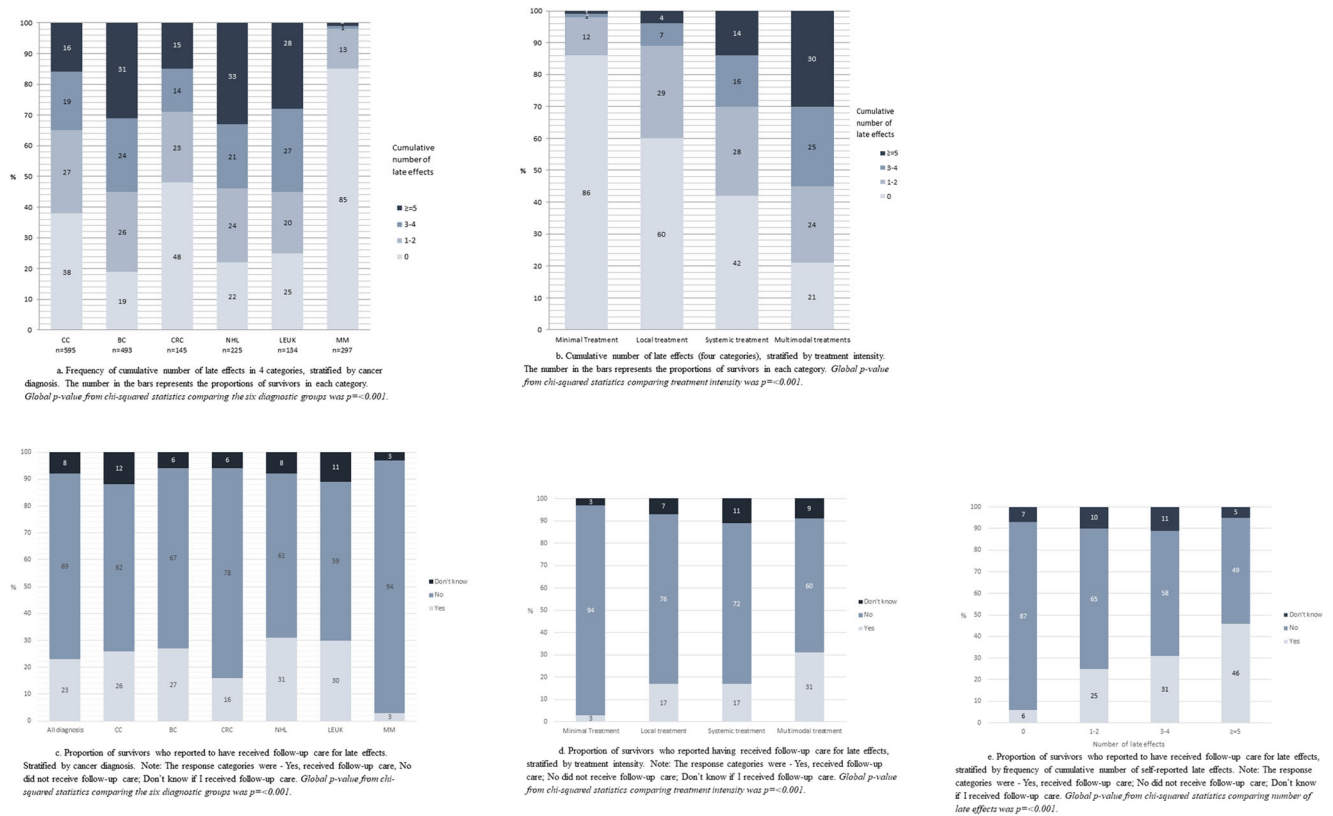 100
90
80
70
60
50
40
30
20
10
0
%
16
19
27
38
31
24
26
19
15
14
23
48
33
21
24
22
28
27
20
25
1
13
85
CC
n=595
BC
n=493
CRC
n=145
NHL
n=225
LEUK
n=134
MM
n=297
Cumulative
number of
late effects
≥=5
3-4
1-2
0
a. Frequency of cumulative number of late effects in 4 categories, stratified by cancer
diagnosis. The number in the bars represents the proportions of survivors in each category.
Global p-value from chi-squared statistics comparing the six diagnostic groups was p=<0.001.
100
90
80
70
60
50
40
30
20
10
0
%
12
86
4
7
29
60
14
16
28
42
30
25
24
21
Minimal Treatment
Local treatment
Systemic treatment
Multimodal treatments
Cumulative
number of
late effects
≥=5
3-4
1-2
0
b. Cumulative number of late effects (four categories), stratified by treatment intensity.
The number in the bars represents the proportions of survivors in each category. Global p-value
from chi-squared statistics comparing treatment intensity was p=<0.001.
100
90
80
70
60
50
40
30
20
10
0
%
8
69
23
12
62
26
6
67
27
6
78
16
8
61
31
11
59
30
3
94
3
All diagnosis
CC
BC
CRC
NHL
LEUK
MM
Don't know
No
Yes
c. Proportion of survivors who reported to have received follow-up care for late effects.
Stratified by cancer diagnosis. Note: The response categories were - Yes, received follow-up care, No
did not receive follow-up care; Don't know if I received follow-up care. Global p-value from chi-
squared statistics comparing the six diagnostic groups was p=<0.001.
100
90
80
70
60
50
40
30
20
10
0
%
3
94
3
7
76
17
11
72
17
9
60
31
Minimal Treatment
Local treatment
Systemic treatment
Multimodal treatment
Don't know
No
Yes
d. Proportion of survivors who reported having received follow-up care for late effects,
stratified by treatment intensity. Note: The response categories were - Yes, received follow-up
care; No did not receive follow-up care; Don't know if I received follow-up care. Global p-value
from chi-squared statistics comparing treatment intensity was p=<0.001.
100
90
80
70
60
50
40
30
20
10
0
%
7
87
6
10
65
25
11
58
31
5
49
46
0
1-2
3-4
≥=5
Number of late effects
Don't know
No
Yes
e. Proportion of survivors who reported to have received follow-up care for late effects,
stratified by frequency of cumulative number of self-reported late effects. Note: The response
categories were - Yes, received follow-up care; No did not receive follow-up care; Don't know
if I received follow-up care. Global p-value from chi-squared statistics comparing number of
late effects was p=<0.001.